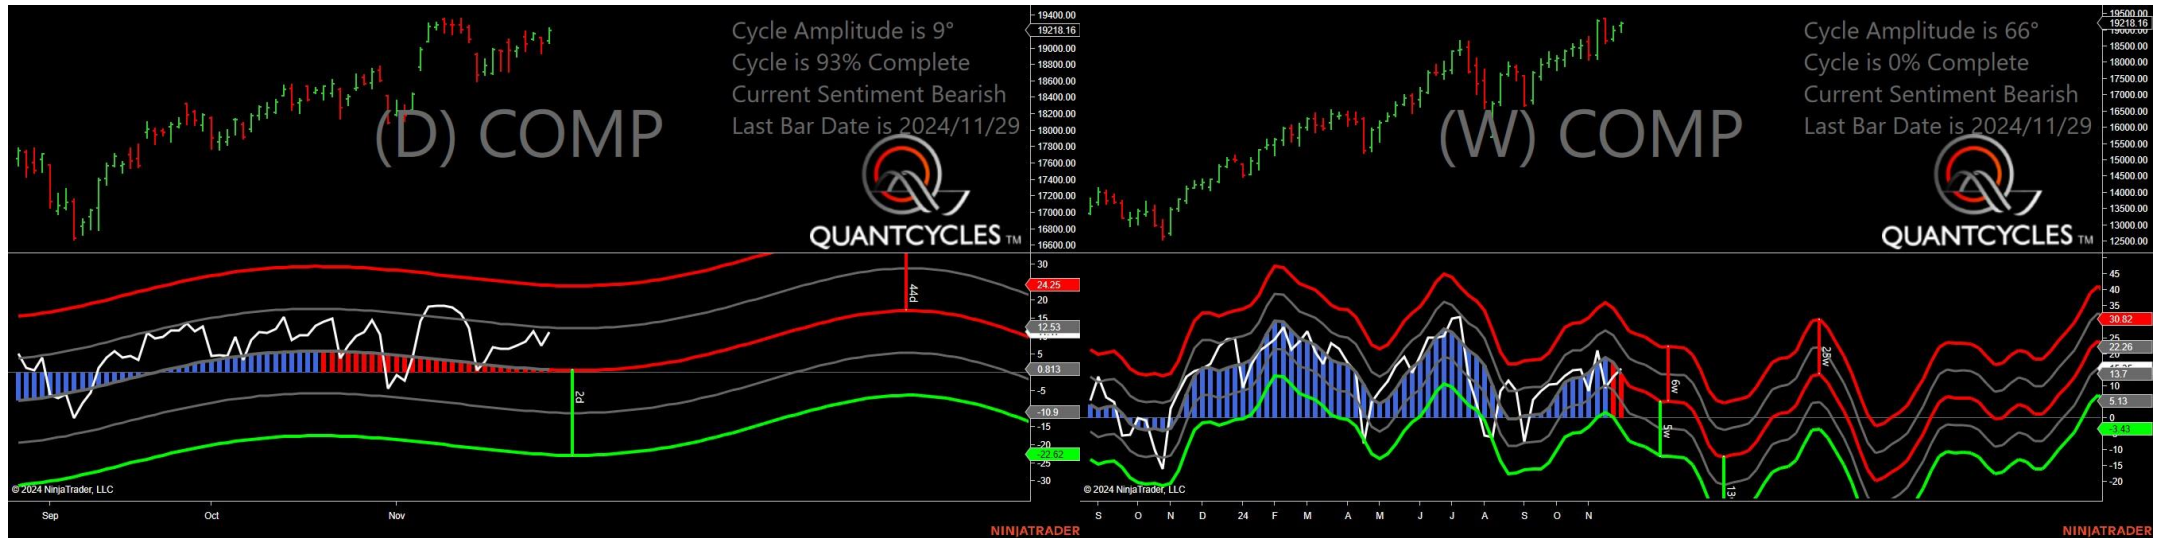 Cycle Amplitude is 9°
Cycle is 93% Complete
Current Sentiment Bearish
Last Bar Date is 2024/11/29
(D) COMP
QUANTCYCLES TM
19400.00
19218.16
19000.00
18800.00
18600.00
18400.00
18200.00
18000.00
17800.00
17600.00
17400.00
17200.00
17000.00
16800.00
16600.00
44d
2d
30
24.25
20
15
12.53
5
0.813
-5
-10.9
-15
-20
-22.62
-25
-30
© 2024 NinjaTrader, LLC
Sep
Oct
Nov
NINJATRADER
Cycle Amplitude is 66°
Cycle is 0% Complete
Current Sentiment Bearish
Last Bar Date is 2024/11/29
(W) COMP
QUANTCYCLES TM
19500.00
19218.16
19000.00
18500.00
18000.00
17500.00
17000.00
16500.00
16000.00
15500.00
15000.00
14500.00
14000.00
13500.00
13000.00
12500.00
6w
5w
13
45
40
35
30.82
25
22.26
20
13.7
10
5.13
0
-3.43
-10
-15
-20
© 2024 NinjaTrader, LLC
S
O
N
D
24
F
M
A
M
J
J
A
S
O
N
NINJATRADER